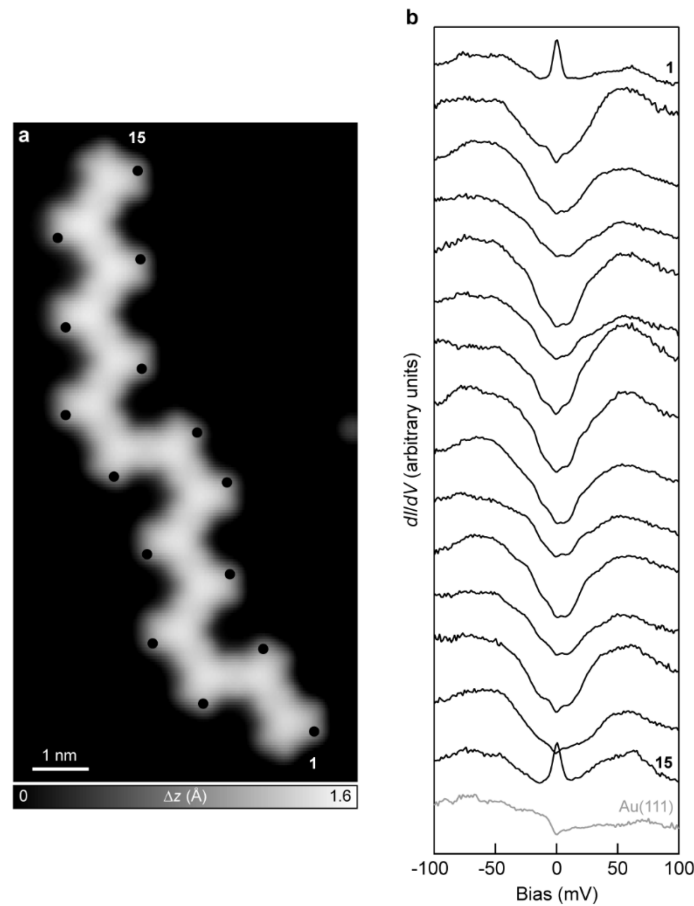 a
15
1 nm
1
0 Δz (Å) 1.6
b
1
15
Au(111)
dI/dV (arbitrary units)
-100 -50 0 50 100
Bias (mV)